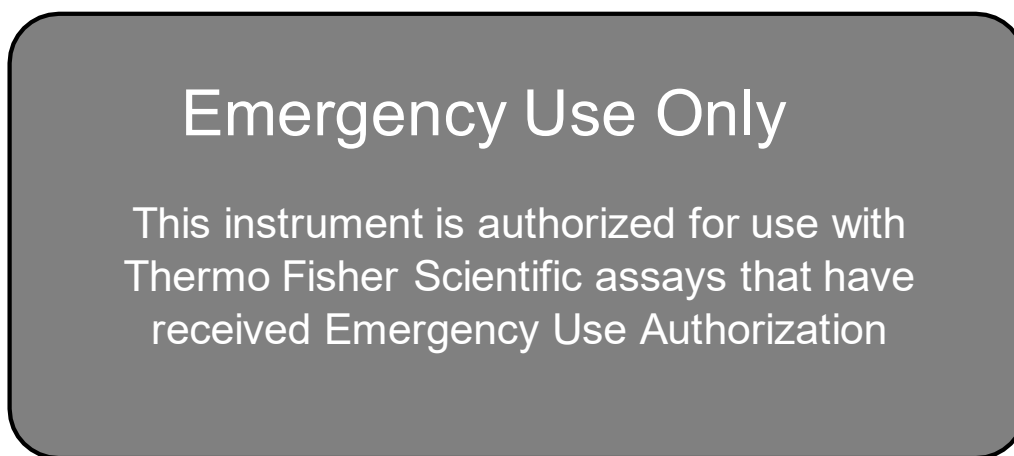 Emergency Use Only
This instrument is authorized for use with
Thermo Fisher Scientific assays that have
received Emergency Use Authorization